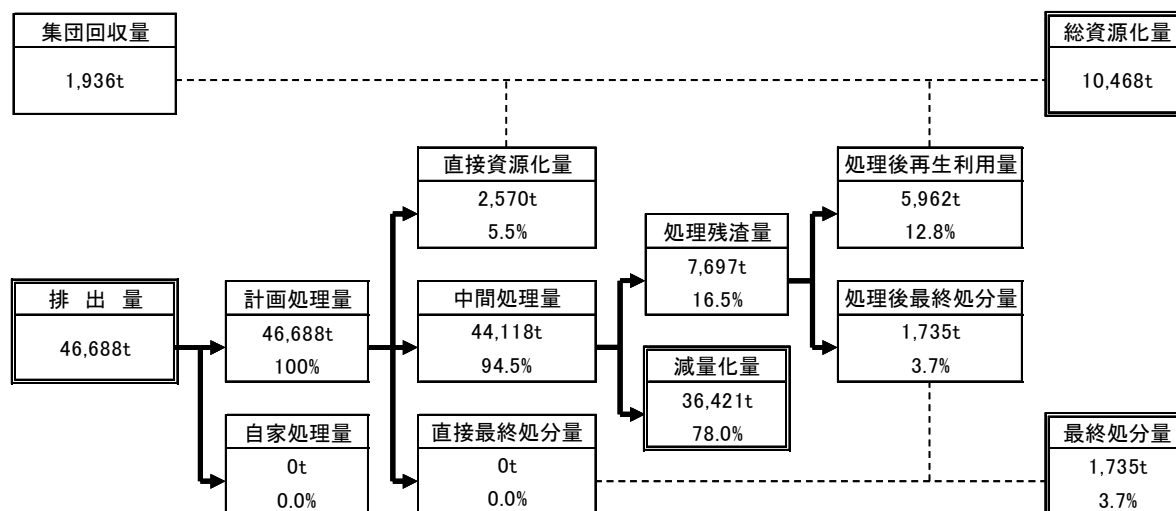 集団回収量
1,936t
総資源化量
10,468t
直接資源化量
2,570t
5.5%
処理後再生利用量
5,962t
12.8%
処理残渣量
7,697t
16.5%
排 出 量
46,688t
計画処理量
46,688t
100%
中間処理量
44,118t
94.5%
処理後最終処分量
1,735t
3.7%
減量化量
36,421t
78.0%
自家処理量
0t
0.0%
直接最終処分量
0t
0.0%
最終処分量
1,735t
3.7%